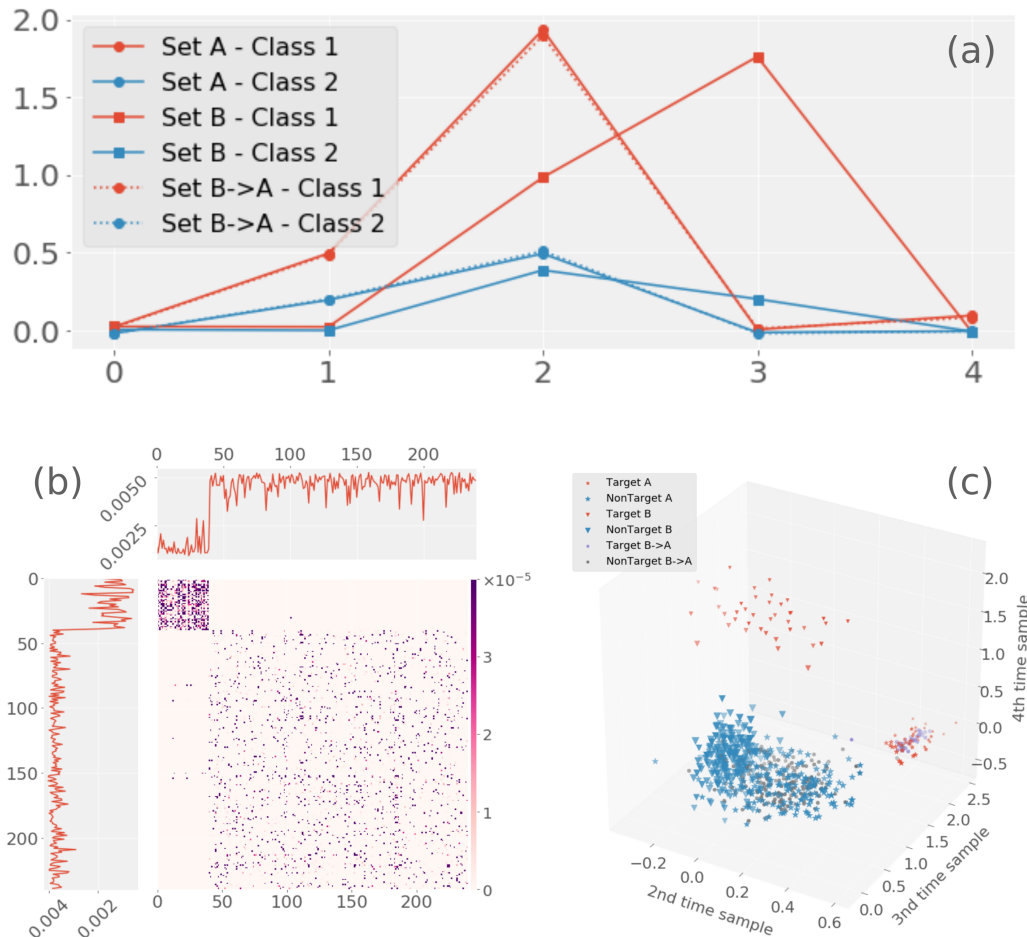 2.0
(a)
Set A - Class 1
Set A - Class 2
1.5
Set B - Class 1
Set B - Class 2
1.0
Set B->A - Class 1
Set B->A - Class 2
0.5
0.0
0 1 2 3 4
(b)
0 50 100 150 200
0.0050
0.0025
0
50
100
150
200
0.004 0.002
0 50 100 150 200
×10⁻⁵
3
2
1
0
(c)
Target A
NonTarget A
Target B
NonTarget B
Target B->A
NonTarget B->A
2.0
1.5
1.0
0.5
0.0
−0.5
4th time sample
2.5
2.0
1.5
1.0
0.5
0.0
3nd time sample
−0.2 0.0 0.2 0.4 0.6
2nd time sample